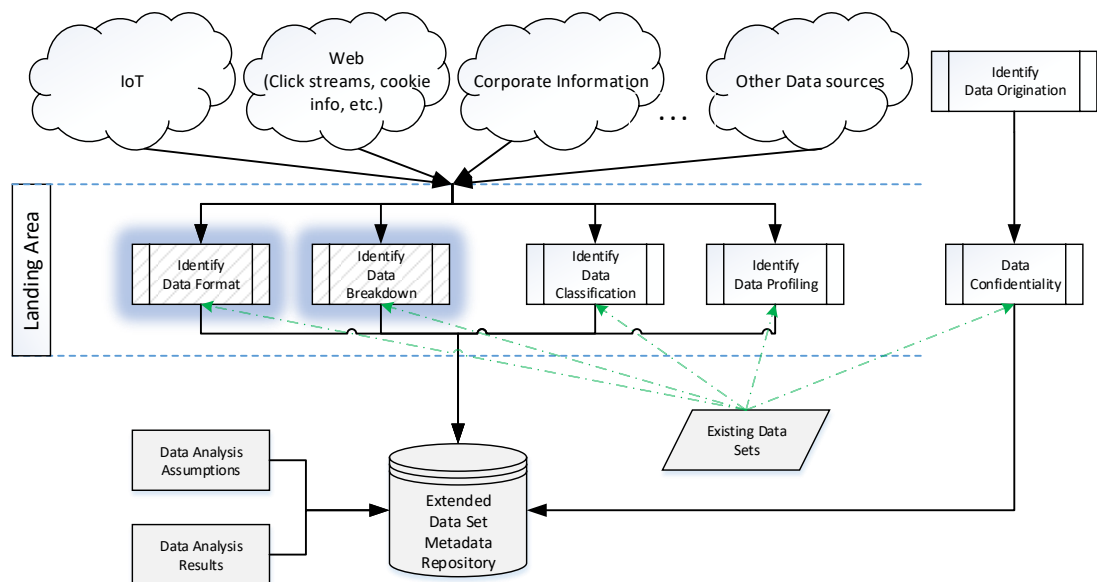 IoT
Web
(Click streams, cookie
info, etc.)
Corporate Information
. . .
Other Data sources
Identify
Data Origination
Landing Area
Identify
Data Format
Identify
Data
Breakdown
Identify
Data
Classification
Identify
Data Profiling
Data
Confidentiality
Existing Data
Sets
Data Analysis
Assumptions
Data Analysis
Results
Extended
Data Set
Metadata
Repository